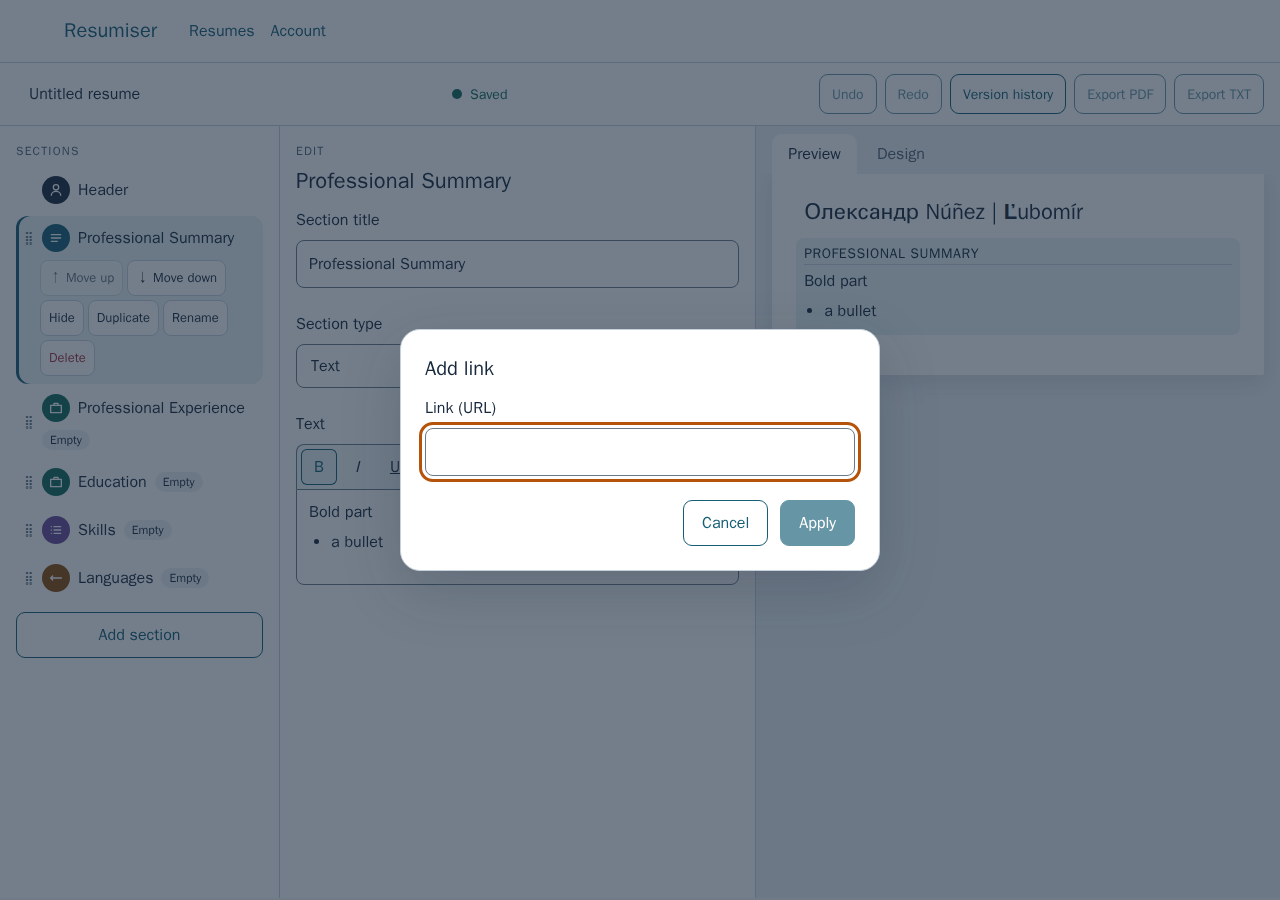 Resumiser Resumes Account
Untitled resume Saved Undo Redo Version history Export PDF Export TXT
SECTIONS
Header
Professional Summary
↑ Move up ↓ Move down
Hide Duplicate Rename
Delete
Professional Experience
Empty
Education Empty
Skills Empty
Languages Empty
Add section
EDIT
Professional Summary
Section title
Professional Summary
Section type
Text
Text
B I U
Bold part
• a bullet
Preview Design
Олександр Núñez | Ľubomír
PROFESSIONAL SUMMARY
Bold part
• a bullet
Add link
Link (URL)
Cancel Apply